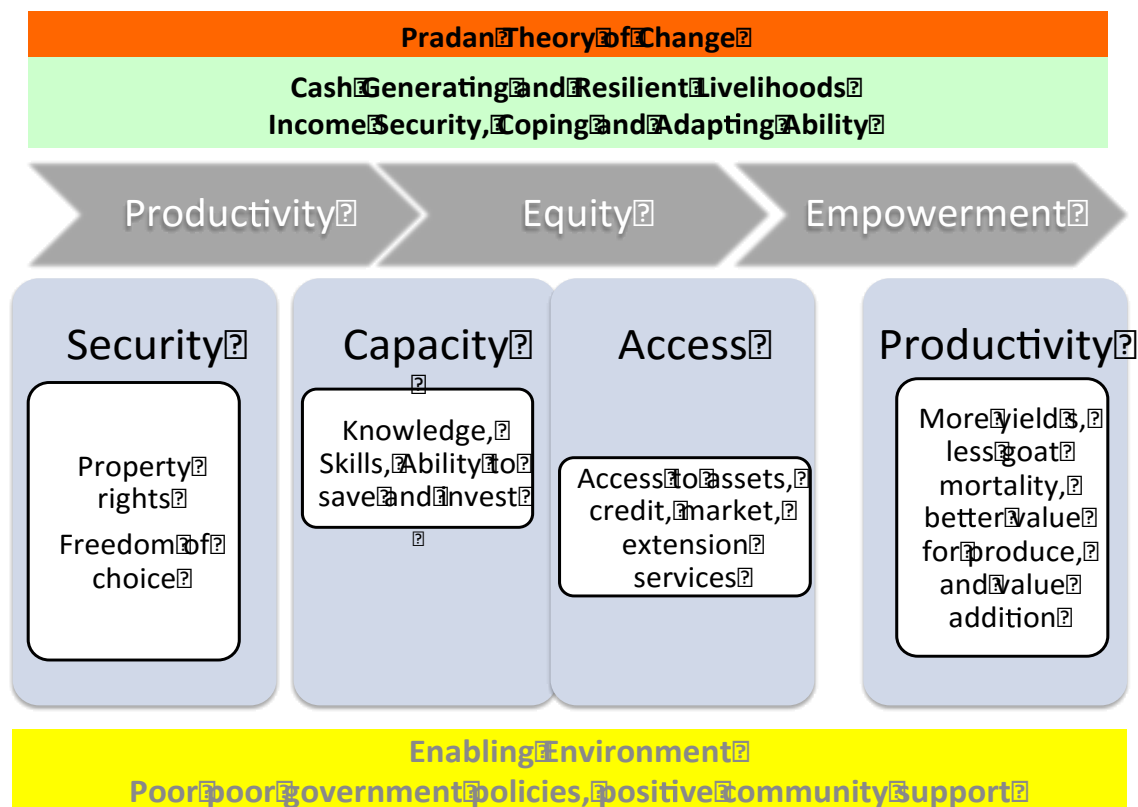 Pradan Theory of Change
Cash Generating and Resilient Livelihoods
Income Security, Coping and Adapting Ability
Productivity
Equity
Empowerment
Security
Property
rights
Freedom of
choice
Capacity
Knowledge,
Skills, Ability to
save and invest
Access
Access to assets,
credit, market,
extension
services
Productivity
More yield s,
less goat
mortality,
better value
for produce,
and value
addition
Enabling Environment
Poor poor government policies, positive community support